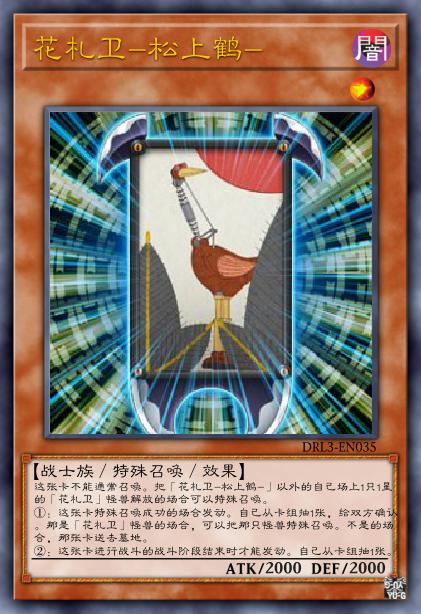 花札卫-松上鹤-
闇
DRL3-EN035
【战士族／特殊召唤／效果】
这张卡不能通常召唤。把「花札卫-松上鹤-」以外的自己场上1只1星
的「花札卫」怪兽解放的场合可以特殊召唤。
①：这张卡特殊召唤成功的场合发动。自己从卡组抽1张，给双方确认
。那是「花札卫」怪兽的场合，可以把那只怪兽特殊召唤。不是的场
合，那张卡送去墓地。
②：这张卡进行战斗的战斗阶段结束时才能发动。自己从卡组抽1张。
ATK/2000 DEF/2000